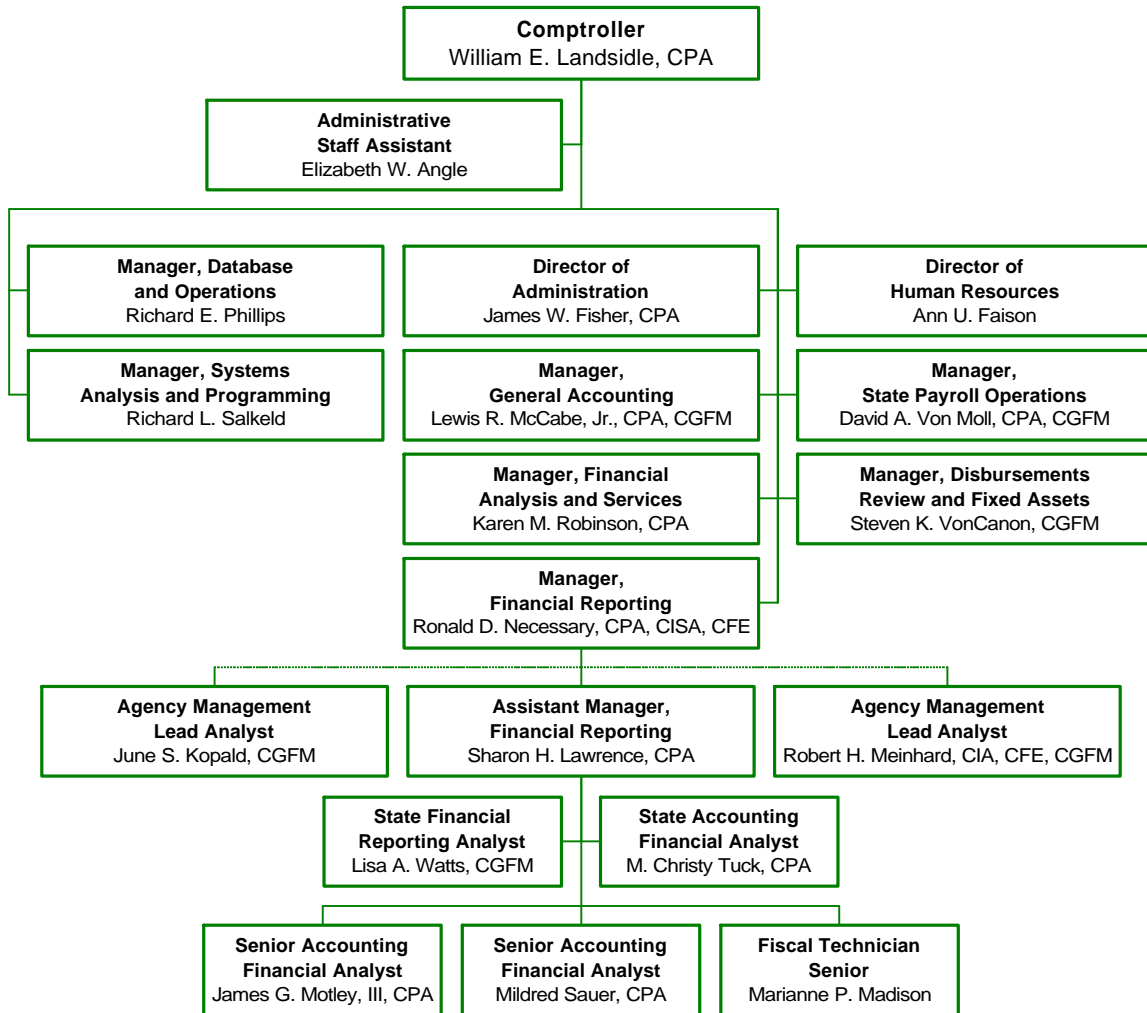 Comptroller
William E. Landsidle, CPA
Administrative
Staff Assistant
Elizabeth W. Angle
Manager, Database
and Operations
Richard E. Phillips
Director of
Administration
James W. Fisher, CPA
Director of
Human Resources
Ann U. Faison
Manager, Systems
Analysis and Programming
Richard L. Salkeld
Manager,
General Accounting
Lewis R. McCabe, Jr., CPA, CGFM
Manager,
State Payroll Operations
David A. Von Moll, CPA, CGFM
Manager, Financial
Analysis and Services
Karen M. Robinson, CPA
Manager, Disbursements
Review and Fixed Assets
Steven K. VonCanon, CGFM
Manager,
Financial Reporting
Ronald D. Necessary, CPA, CISA, CFE
Agency Management
Lead Analyst
June S. Kopald, CGFM
Assistant Manager,
Financial Reporting
Sharon H. Lawrence, CPA
Agency Management
Lead Analyst
Robert H. Meinhard, CIA, CFE, CGFM
State Financial
Reporting Analyst
Lisa A. Watts, CGFM
State Accounting
Financial Analyst
M. Christy Tuck, CPA
Senior Accounting
Financial Analyst
James G. Motley, III, CPA
Senior Accounting
Financial Analyst
Mildred Sauer, CPA
Fiscal Technician
Senior
Marianne P. Madison